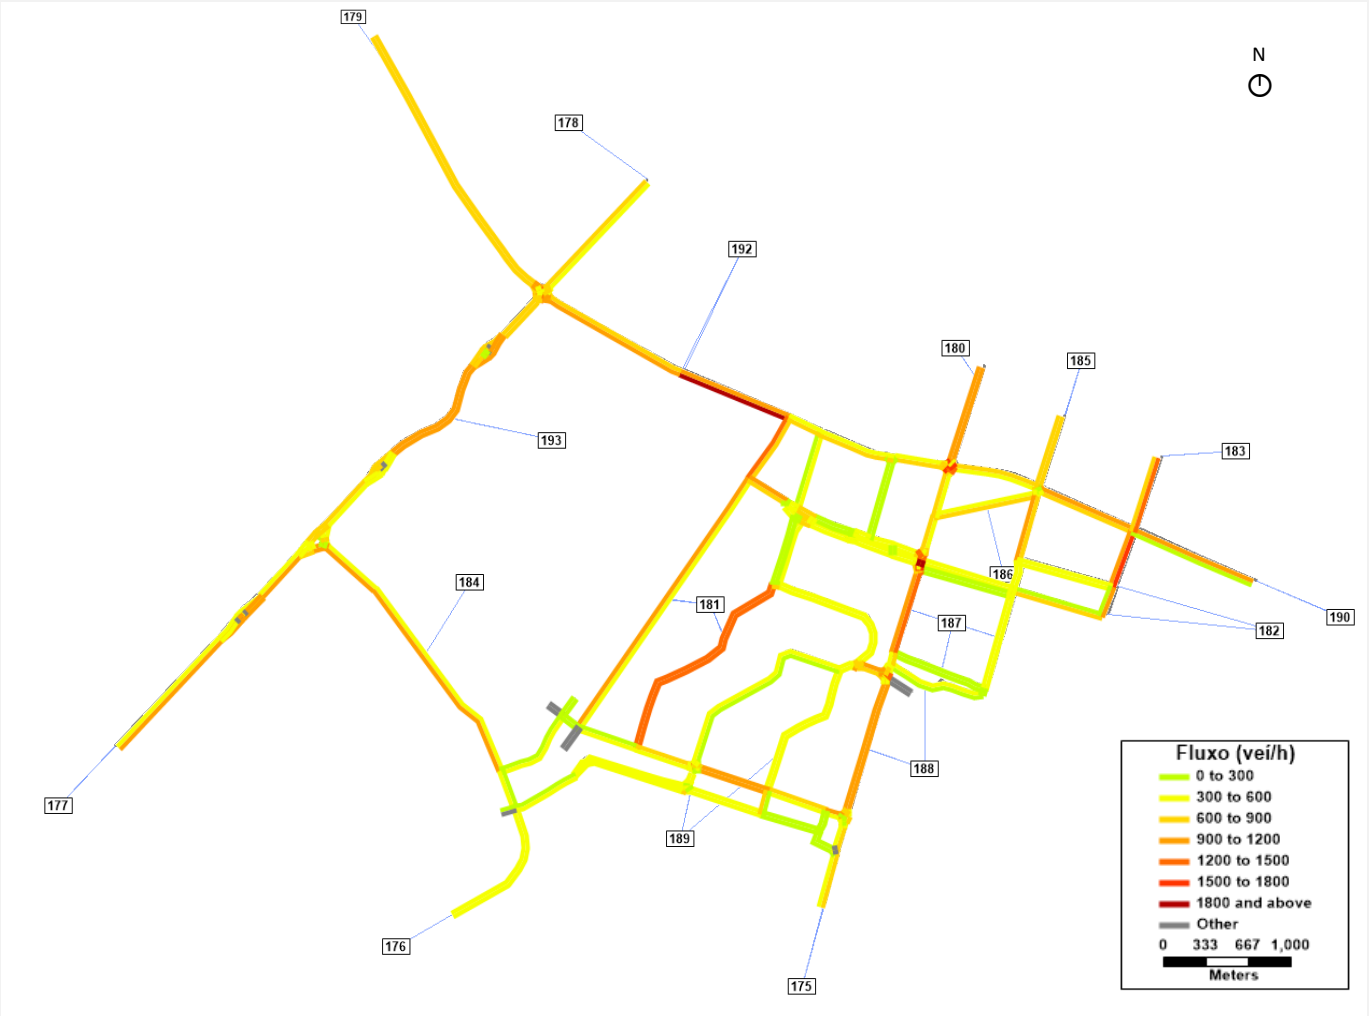 179
N
178
192
180
185
193
183
184
186
181
187
182
190
188
177
189
176
175
Fluxo (veí/h)
0 to 300
300 to 600
600 to 900
900 to 1200
1200 to 1500
1500 to 1800
1800 and above
Other
0 333 667 1,000
Meters